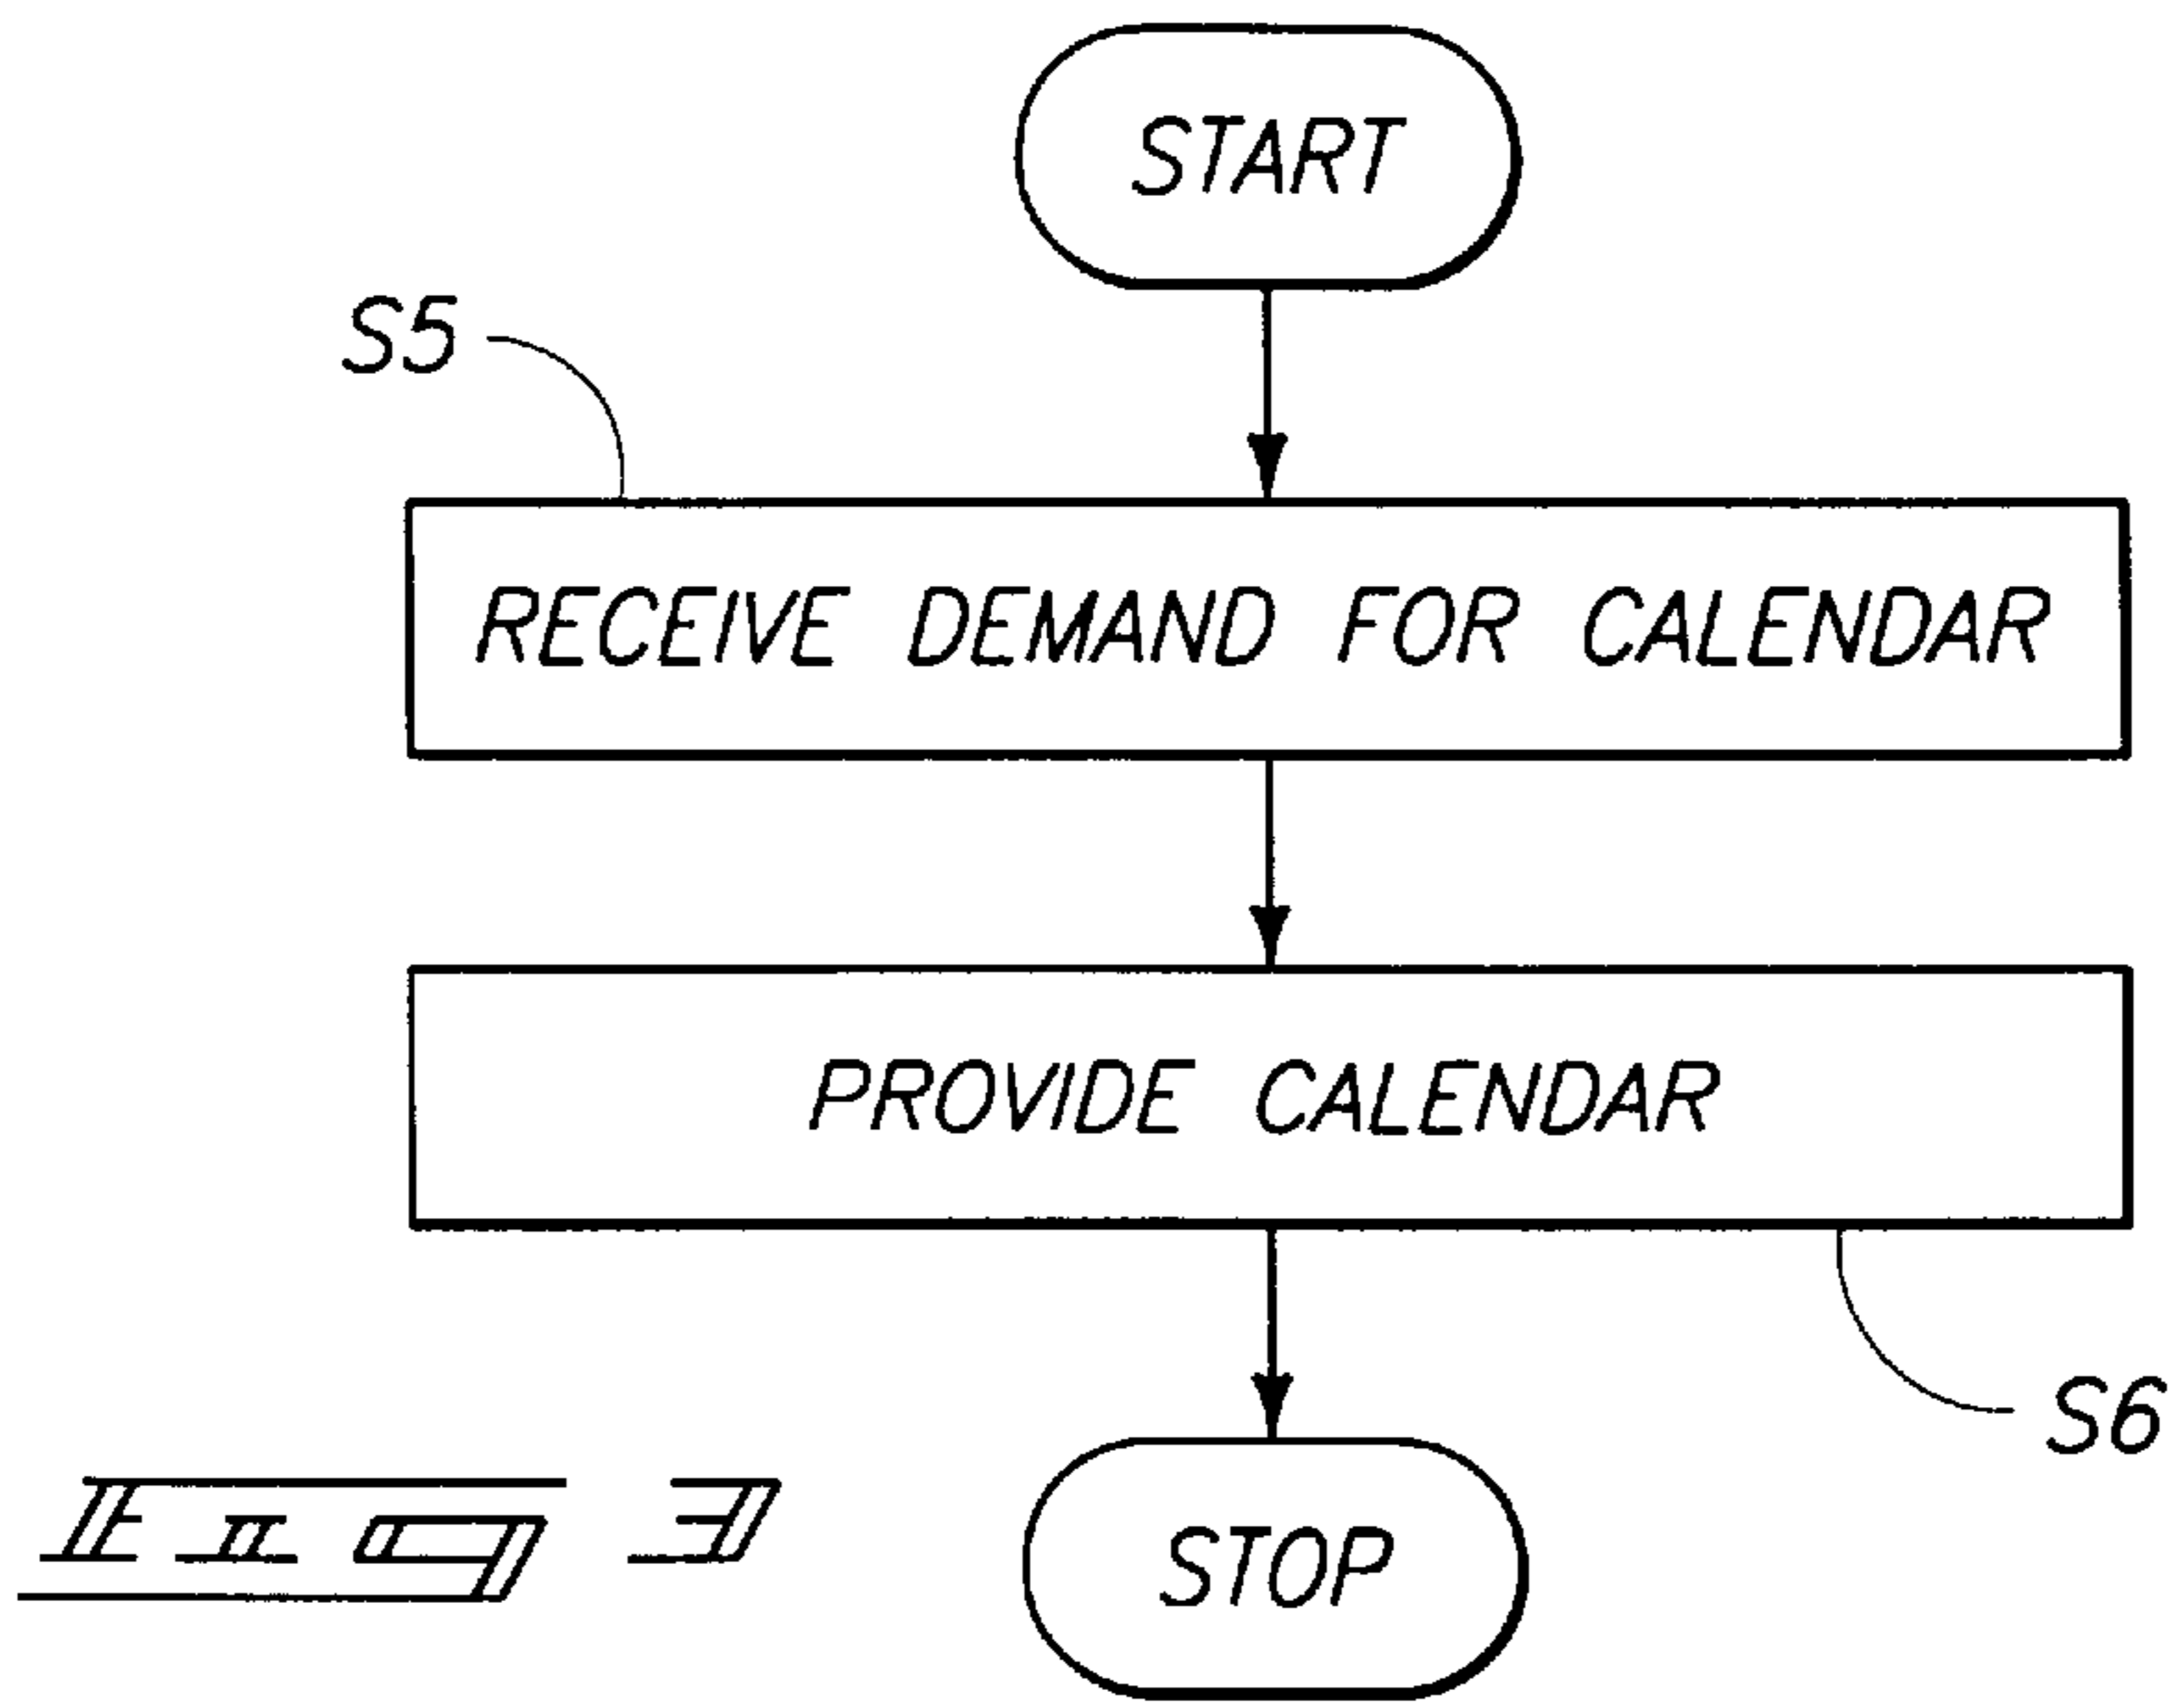 START
S5
RECEIVE DEMAND FOR CALENDAR
PROVIDE CALENDAR
S6
Fig 3
STOP